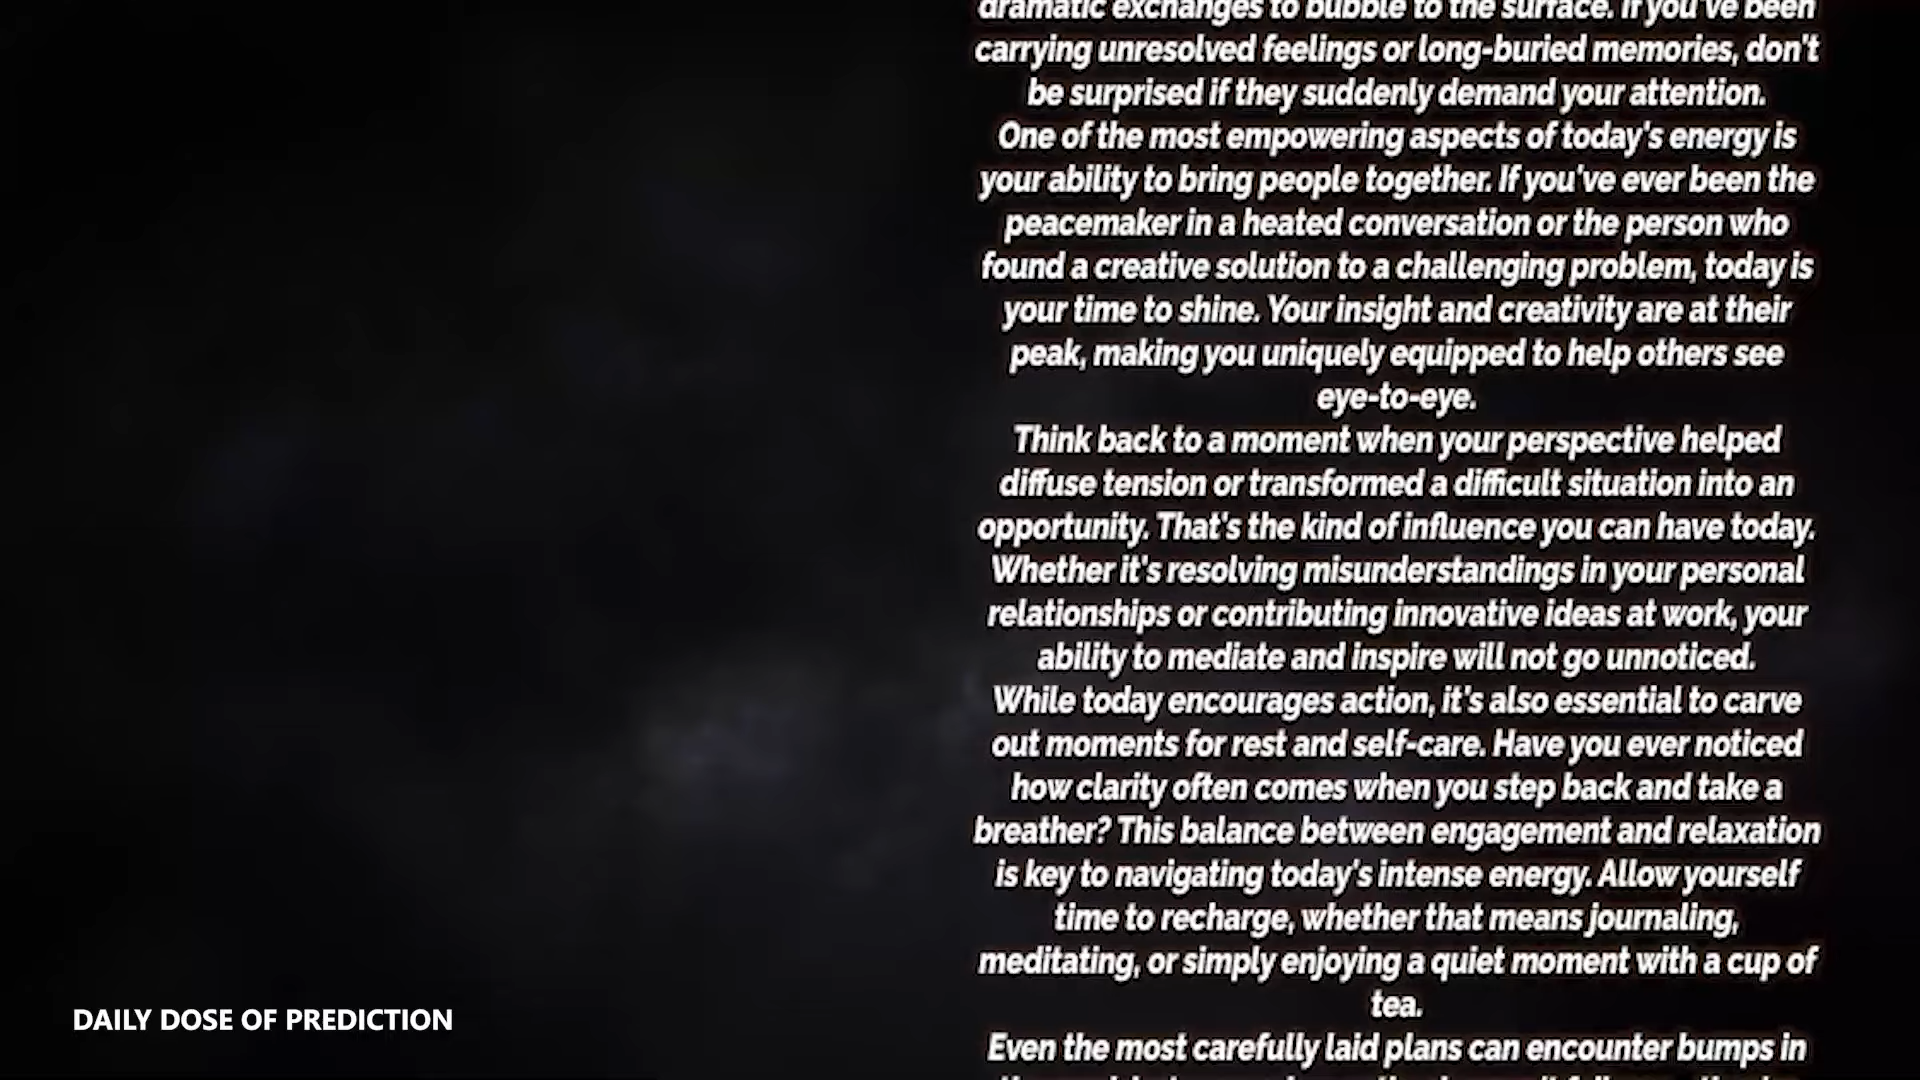 dramatic exchanges to bubble to the surface. If you've been
carrying unresolved feelings or long-buried memories, don't
be surprised if they suddenly demand your attention.
One of the most empowering aspects of today's energy is
your ability to bring people together. If you've ever been the
peacemaker in a heated conversation or the person who
found a creative solution to a challenging problem, today is
your time to shine. Your insight and creativity are at their
peak, making you uniquely equipped to help others see
eye-to-eye.
Think back to a moment when your perspective helped
diffuse tension or transformed a difficult situation into an
opportunity. That's the kind of influence you can have today.
Whether it's resolving misunderstandings in your personal
relationships or contributing innovative ideas at work, your
ability to mediate and inspire will not go unnoticed.
While today encourages action, it's also essential to carve
out moments for rest and self-care. Have you ever noticed
how clarity often comes when you step back and take a
breather? This balance between engagement and relaxation
is key to navigating today's intense energy. Allow yourself
time to recharge, whether that means journaling,
meditating, or simply enjoying a quiet moment with a cup of
tea.
Even the most carefully laid plans can encounter bumps in
DAILY DOSE OF PREDICTION